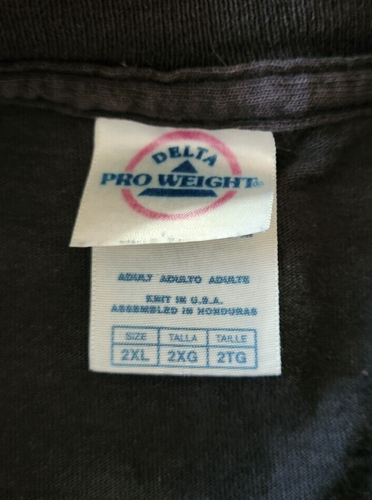 DELTA
PRO WEIGHT®
ADULT ADULTO ADULTE
KNIT IN U.S.A.
ASSEMBLED IN HONDURAS
SIZE TALLA TAILLE
2XL 2XG 2TG